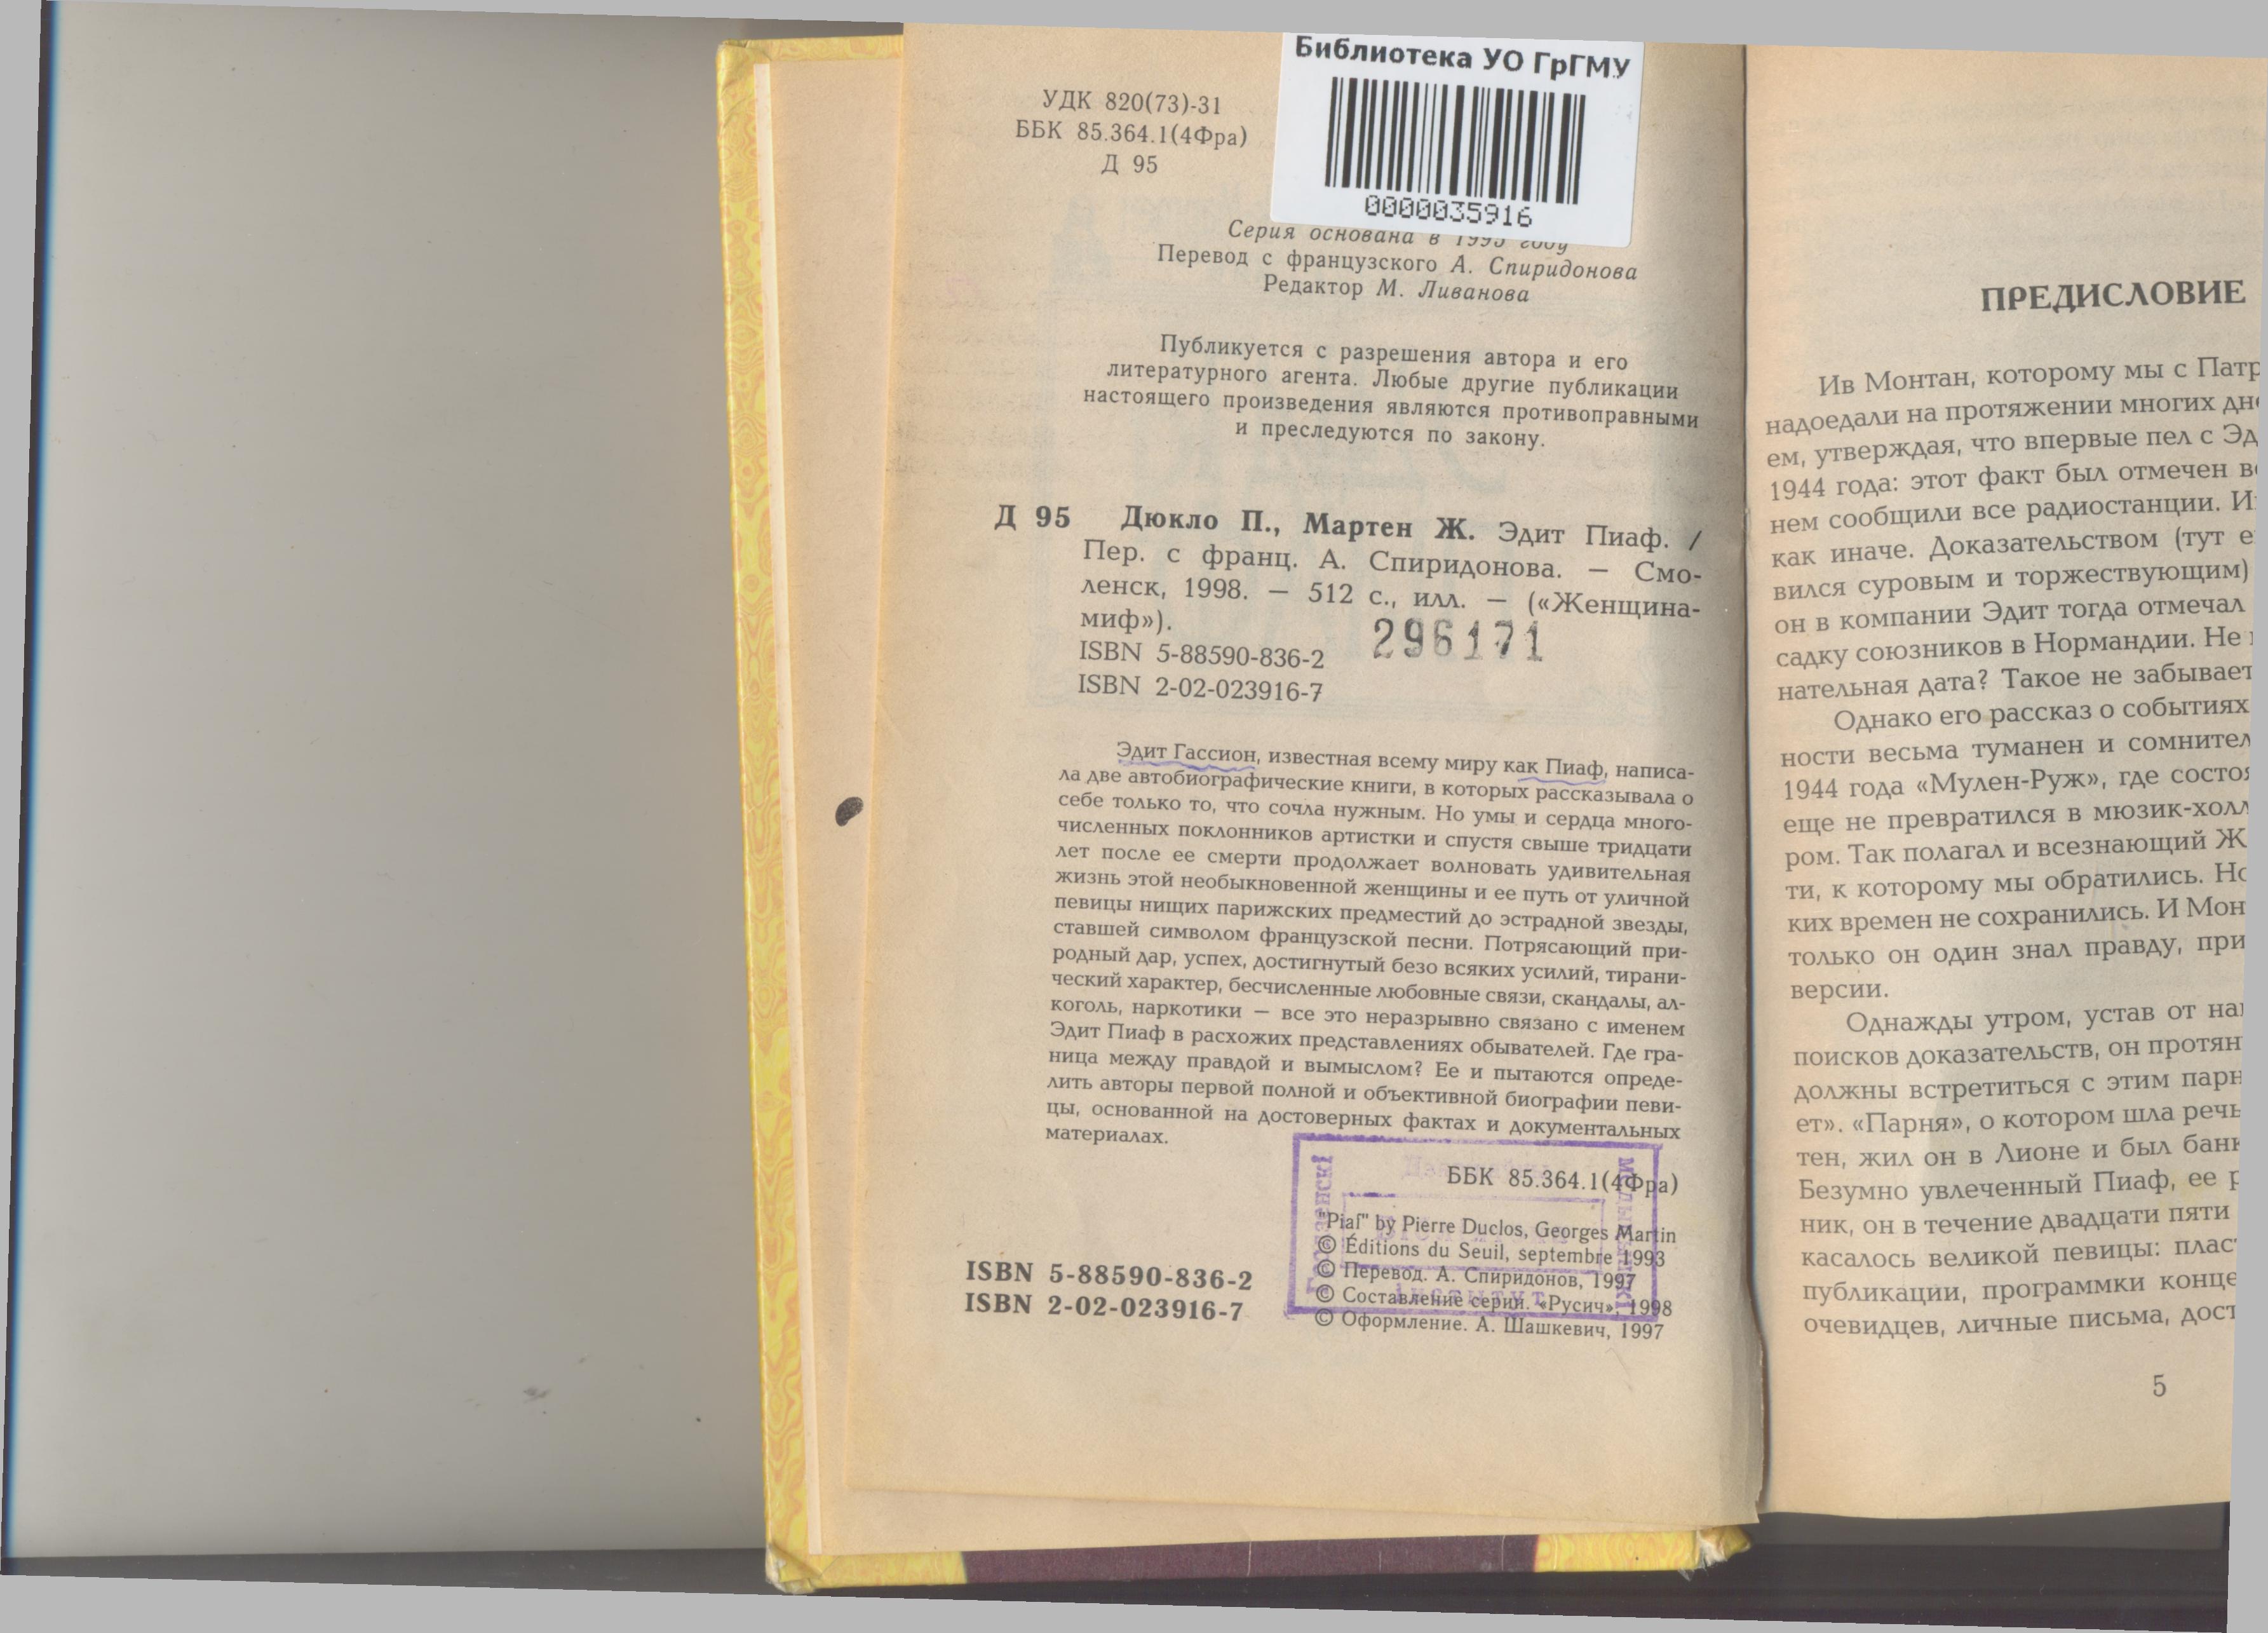 Библиотека УО ГрГМУ
0000035916
УДК 820(73)-31
ББК 85.364.1(4Фра)
Д 95
Серия основана в 1995 году
Перевод с французского А. Спиридонова
Редактор М. Ливанова
Публикуется с разрешения автора и его
литературного агента. Любые другие публикации
настоящего произведения являются противоправными
и преследуются по закону.
Д 95 Дюкло П., Мартен Ж. Эдит Пиаф. /
Пер. с франц. А. Спиридонова. — Смо-
ленск, 1998. — 512 с., илл. — («Женщина-
миф»).
296171
ISBN 5-88590-836-2
ISBN 2-02-023916-7
Эдит Гассион, известная всему миру как Пиаф, написа-
ла две автобиографические книги, в которых рассказывала о
себе только то, что сочла нужным. Но умы и сердца много-
численных поклонников артистки и спустя свыше тридцати
лет после ее смерти продолжает волновать удивительная
жизнь этой необыкновенной женщины и ее путь от уличной
певицы нищих парижских предместий до эстрадной звезды,
ставшей символом французской песни. Потрясающий при-
родный дар, успех, достигнутый безо всяких усилий, тирани-
ческий характер, бесчисленные любовные связи, скандалы, ал-
коголь, наркотики — все это неразрывно связано с именем
Эдит Пиаф в расхожих представлениях обывателей. Где гра-
ница между правдой и вымыслом? Ее и пытаются опреде-
лить авторы первой полной и объективной биографии певи-
цы, основанной на достоверных фактах и документальных
материалах.
ББК 85.364.1(4Фра)
"Piaf" by Pierre Duclos, Georges Martin
© Éditions du Seuil, septembre 1993
© Перевод. А. Спиридонов, 1997
© Составление серии. «Русич», 1998
© Оформление. А. Шашкевич, 1997
ISBN 5-88590-836-2
ISBN 2-02-023916-7
ПРЕДИСЛОВИЕ
Ив Монтан, которому мы с Патр
надоедали на протяжении многих дне
ем, утверждая, что впервые пел с Эд
1944 года: этот факт был отмечен в
нем сообщили все радиостанции. И
как иначе. Доказательством (тут е
вился суровым и торжествующим)
он в компании Эдит тогда отмечал
садку союзников в Нормандии. Не
нательная дата? Такое не забывает
Однако его рассказ о событиях
ности весьма туманен и сомнител
1944 года «Мулен-Руж», где состоя
еще не превратился в мюзик-холл
ром. Так полагал и всезнающий Ж
ти, к которому мы обратились. Но
ких времен не сохранились. И Мон
только он один знал правду, при
версии.
Однажды утром, устав от на
поисков доказательств, он протян
должны встретиться с этим парн
ет». «Парня», о котором шла речь
тен, жил он в Лионе и был банк
Безумно увлеченный Пиаф, ее р
ник, он в течение двадцати пяти
касалось великой певицы: плас
публикации, программки конце
очевидцев, личные письма, дост
5